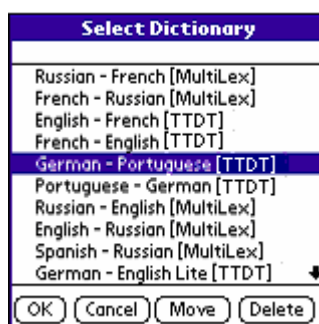 Select Dictionary
Russian - French [MultiLex]
French - Russian [MultiLex]
English - French [TTDT]
French - English [TTDT]
German - Portuguese [TTDT]
Portuguese - German [TTDT]
Russian - English [MultiLex]
English - Russian [MultiLex]
Spanish - Russian [MultiLex]
German - English Lite [TTDT]
OK Cancel Move Delete